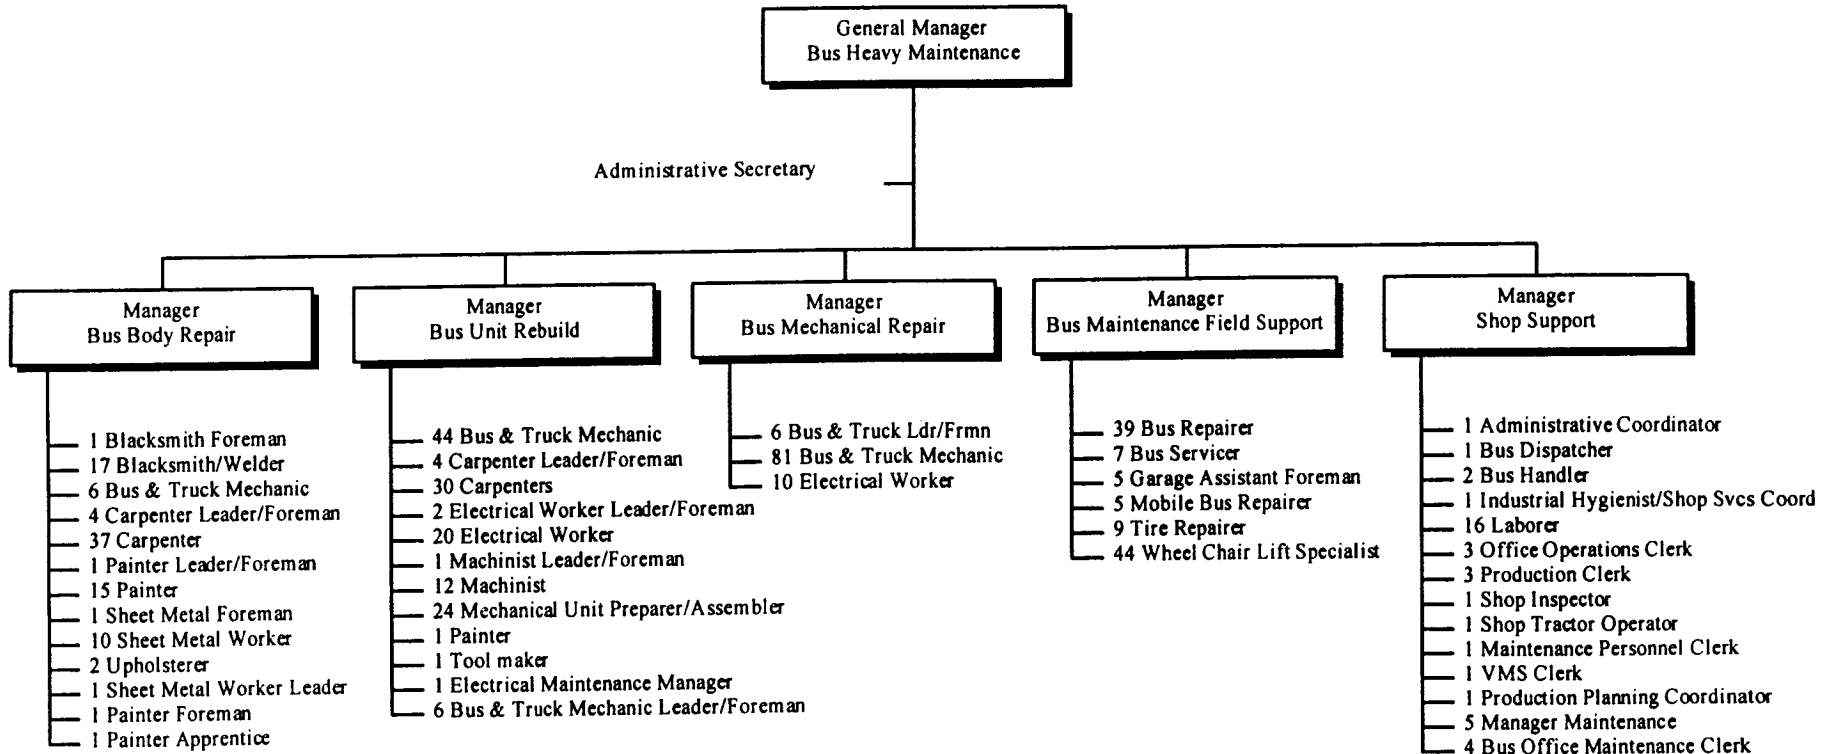 General Manager
Bus Heavy Maintenance
Administrative Secretary
Manager
Bus Body Repair
1 Blacksmith Foreman
17 Blacksmith/Welder
6 Bus & Truck Mechanic
4 Carpenter Leader/Foreman
37 Carpenter
1 Painter Leader/Foreman
15 Painter
1 Sheet Metal Foreman
10 Sheet Metal Worker
2 Upholsterer
1 Sheet Metal Worker Leader
1 Painter Foreman
1 Painter Apprentice
Manager
Bus Unit Rebuild
44 Bus & Truck Mechanic
4 Carpenter Leader/Foreman
30 Carpenters
2 Electrical Worker Leader/Foreman
20 Electrical Worker
1 Machinist Leader/Foreman
12 Machinist
24 Mechanical Unit Preparer/Assembler
1 Painter
1 Tool maker
1 Electrical Maintenance Manager
6 Bus & Truck Mechanic Leader/Foreman
Manager
Bus Mechanical Repair
6 Bus & Truck Ldr/Frmn
81 Bus & Truck Mechanic
10 Electrical Worker
Manager
Bus Maintenance Field Support
39 Bus Repairer
7 Bus Servicer
5 Garage Assistant Foreman
5 Mobile Bus Repairer
9 Tire Repairer
44 Wheel Chair Lift Specialist
Manager
Shop Support
1 Administrative Coordinator
1 Bus Dispatcher
2 Bus Handler
1 Industrial Hygienist/Shop Svcs Coord
16 Laborer
3 Office Operations Clerk
3 Production Clerk
1 Shop Inspector
1 Shop Tractor Operator
1 Maintenance Personnel Clerk
1 VMS Clerk
1 Production Planning Coordinator
5 Manager Maintenance
4 Bus Office Maintenance Clerk